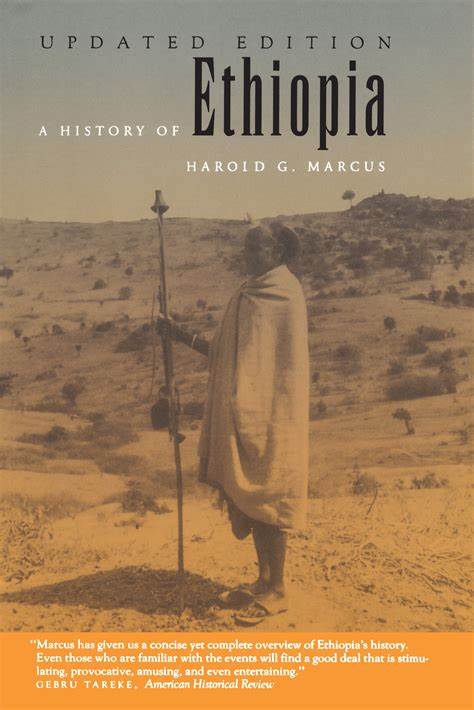 UPDATED EDITION
A HISTORY OF Ethiopia
HAROLD G. MARCUS
“Marcus has given us a concise yet complete overview of Ethiopia’s history.
Even those who are familiar with the events will find a good deal that is stimu-
lating, provocative, amusing, and even entertaining.”
GEBRU TAREKE, American Historical Review